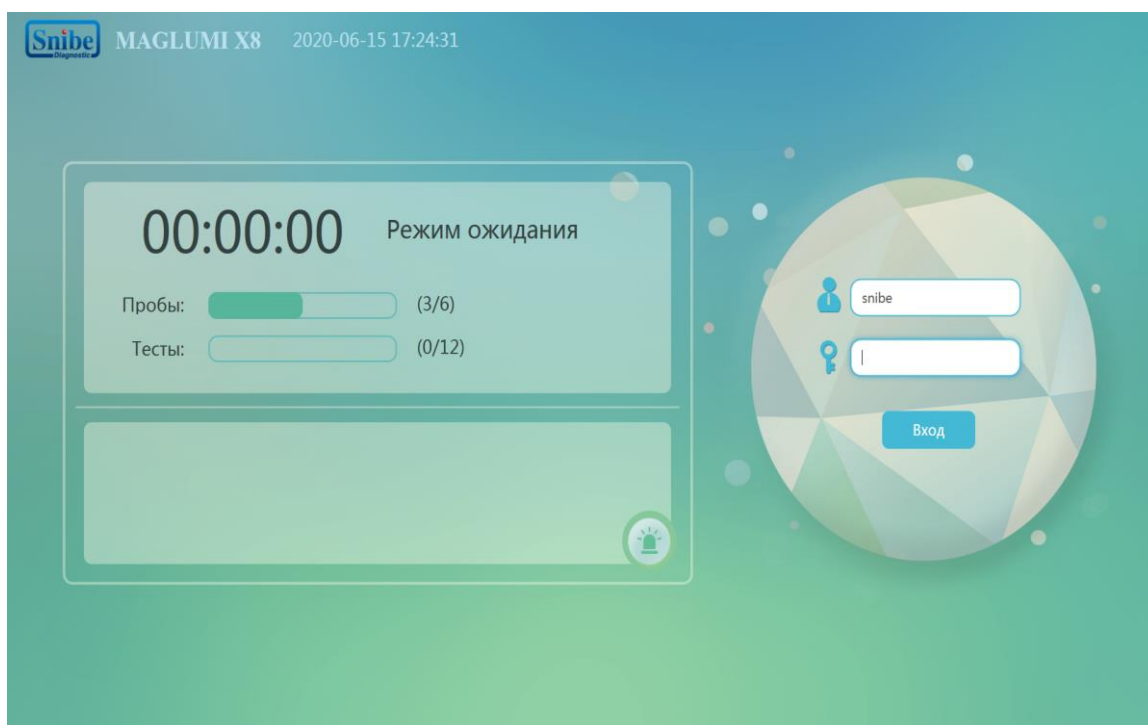 Snibe
Diagnostic
MAGLUMI X8 2020-06-15 17:24:31
00:00:00 Режим ожидания
Пробы: (3/6)
Тесты: (0/12)
snibe
Вход